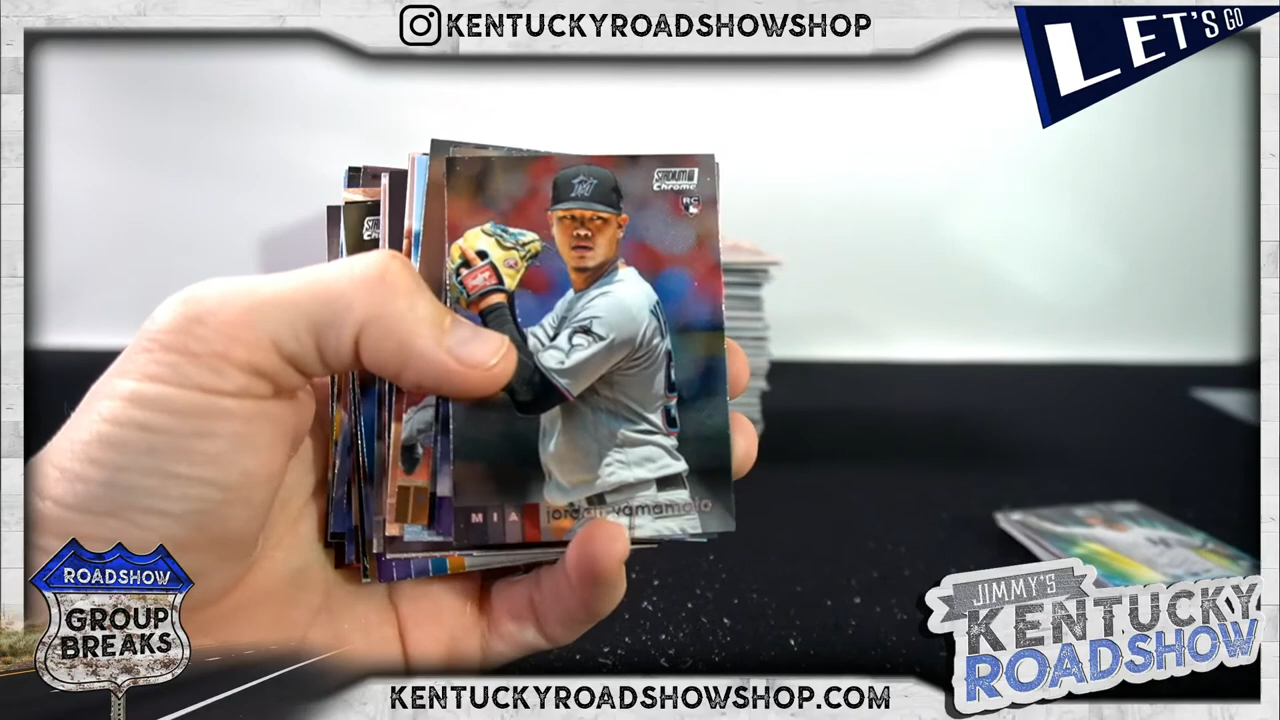 KENTUCKYROADSHOWSHOP
LET'S GO
STADIUM
Chrome
RC
M
MIA
jordan yamamoto
ROADSHOW
GROUP
BREAKS
JIMMY'S
KENTUCKY
ROADSHOW
KENTUCKYROADSHOWSHOP.COM